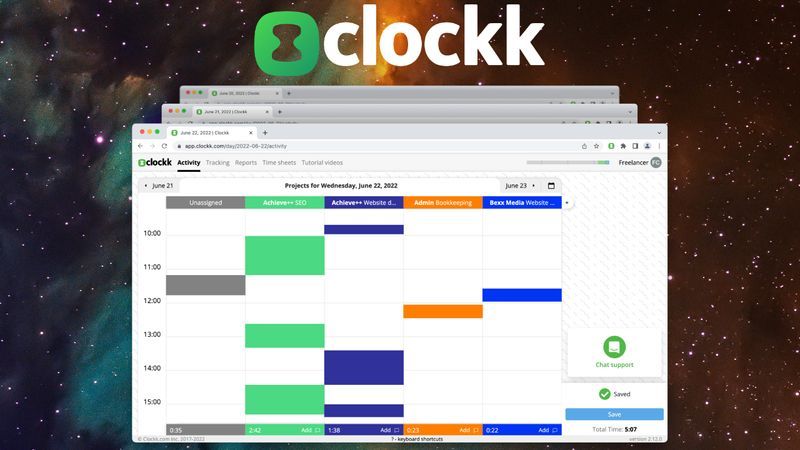 clockk
June 20, 2022 | Clockk
June 21, 2022 | Clockk
June 22, 2022 | Clockk
app.clockk.com/day/2022-06-22/activity
clockk Activity Tracking Reports Time sheets Tutorial videos Freelancer FC
June 21 Projects for Wednesday, June 22, 2022 June 23
Unassigned Achieve++ SEO Achieve++ Website d... Admin Bookkeeping Bexx Media Website ...
10:00
11:00
12:00
13:00
14:00
15:00
Chat support
Saved
Save
0:35 2:42 Add 1:38 Add 0:23 Add 0:22 Add
Total Time: 5:07
© Clockk.com Inc. 2017-2022 ? - keyboard shortcuts version 2.12.0